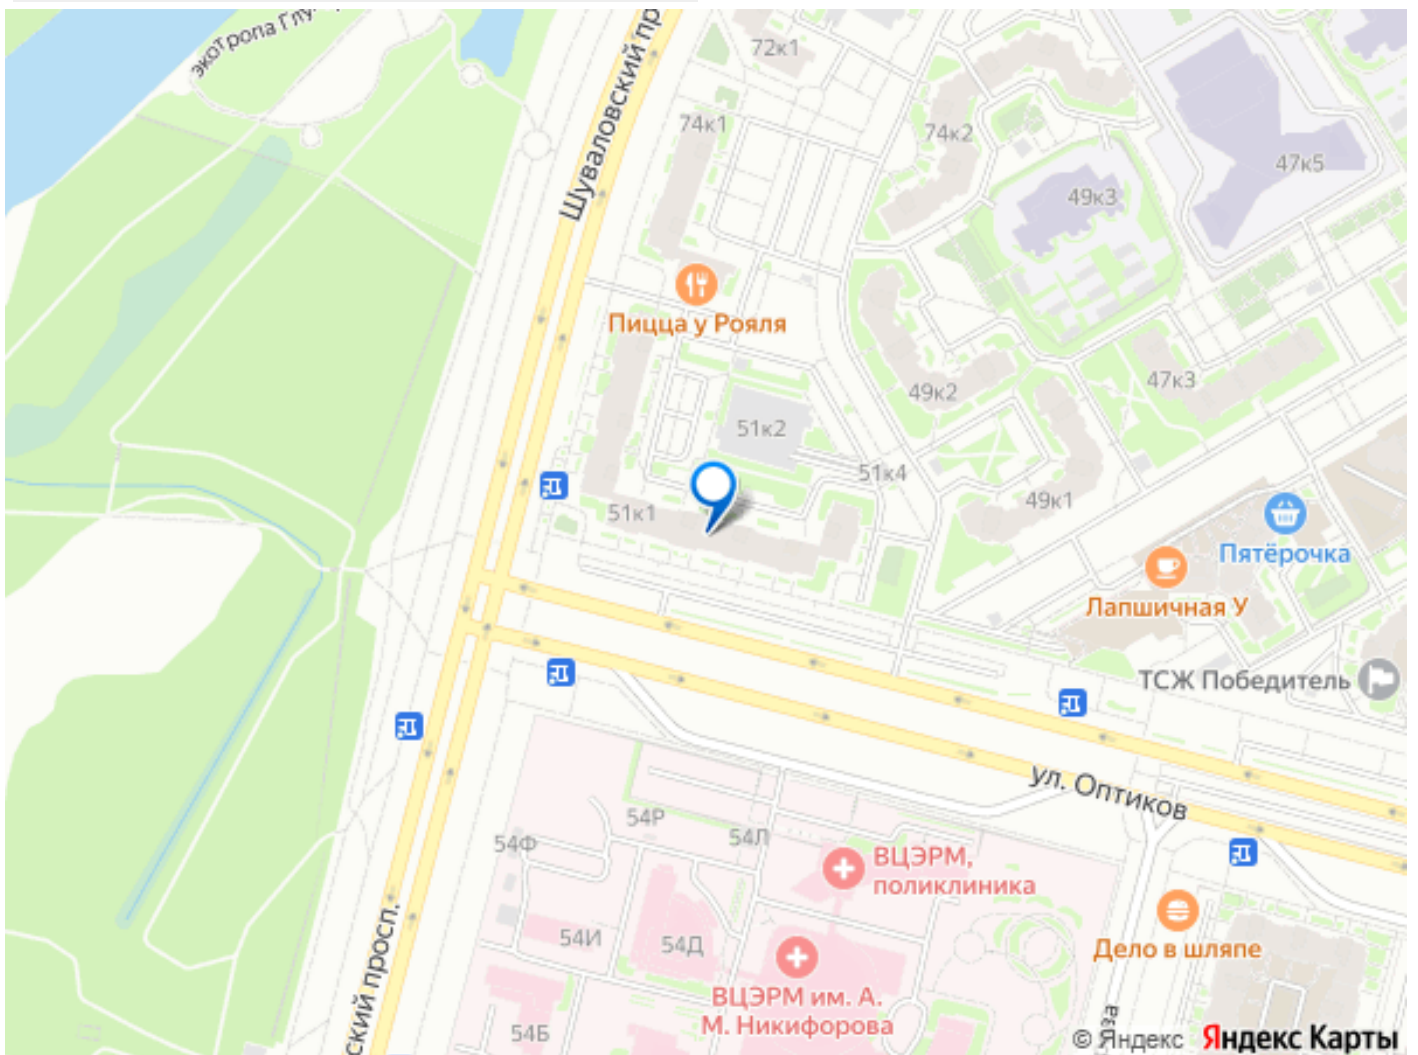 экотропа Глу
Шуваловский пр
72к1
74к1
74к2
47к5
49к3
Пицца у Рояля
49к2
47к3
51к2
51к4
49к1
51к1
Пятёрочка
Лапшичная У
ТСЖ Победитель
ул. Оптиков
54Р
54Л
54Ф
ВЦЭРМ,
поликлиника
54И
54Д
Дело в шляпе
ВЦЭРМ им. А.
М. Никифорова
54Б
ский просп.
© Яндекс Яндекс Карты